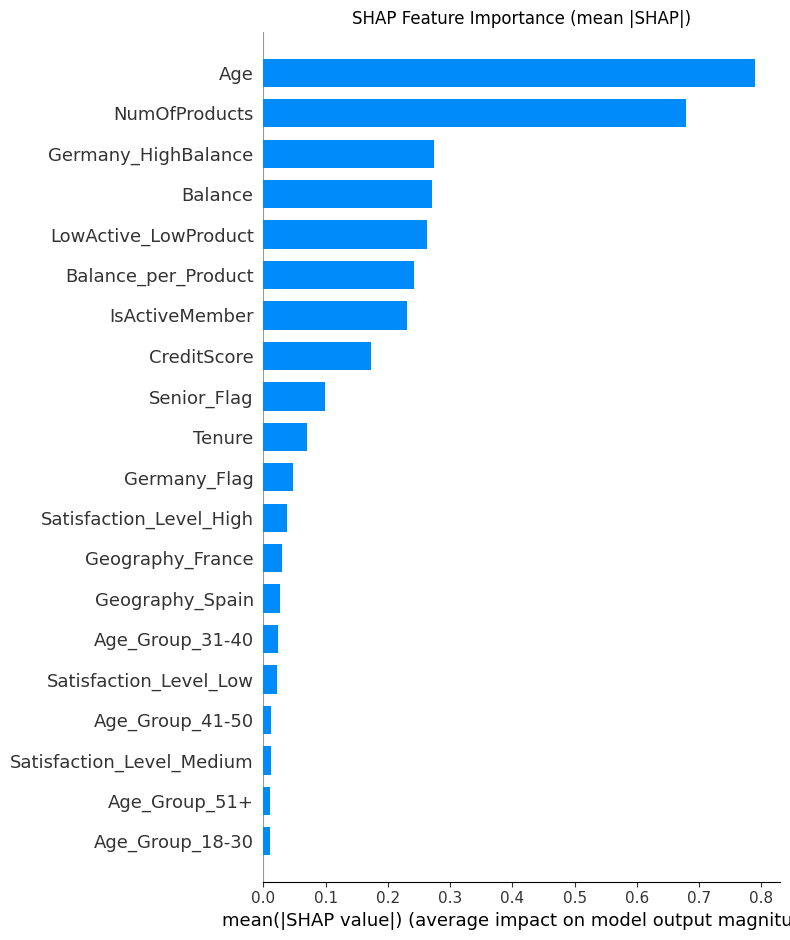 SHAP Feature Importance (mean |SHAP|)
Age
NumOfProducts
Germany_HighBalance
Balance
LowActive_LowProduct
Balance_per_Product
IsActiveMember
CreditScore
Senior_Flag
Tenure
Germany_Flag
Satisfaction_Level_High
Geography_France
Geography_Spain
Age_Group_31-40
Satisfaction_Level_Low
Age_Group_41-50
Satisfaction_Level_Medium
Age_Group_51+
Age_Group_18-30
0.0 0.1 0.2 0.3 0.4 0.5 0.6 0.7 0.8
mean(|SHAP value|) (average impact on model output magnitu